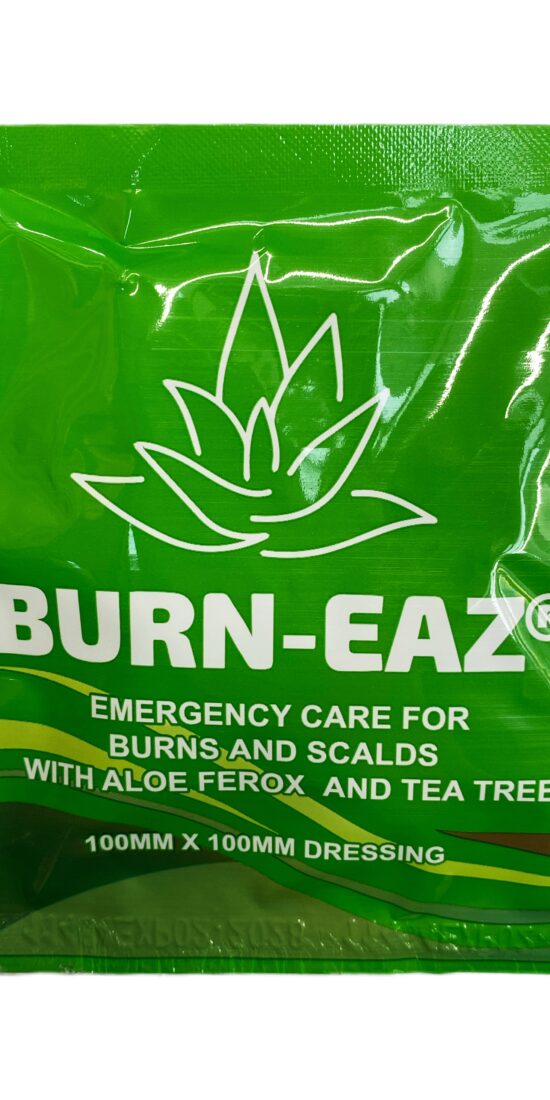 BURN-EAZ®
EMERGENCY CARE FOR
BURNS AND SCALDS
WITH ALOE FEROX AND TEA TREE
100MM X 100MM DRESSING